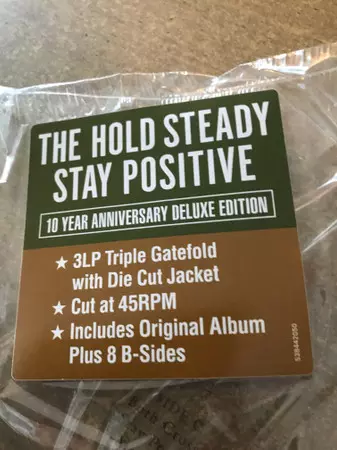 THE HOLD STEADY
STAY POSITIVE
10 YEAR ANNIVERSARY DELUXE EDITION
★ 3LP Triple Gatefold
with Die Cut Jacket
★ Cut at 45RPM
★ Includes Original Album
Plus 8 B-Sides
538442050